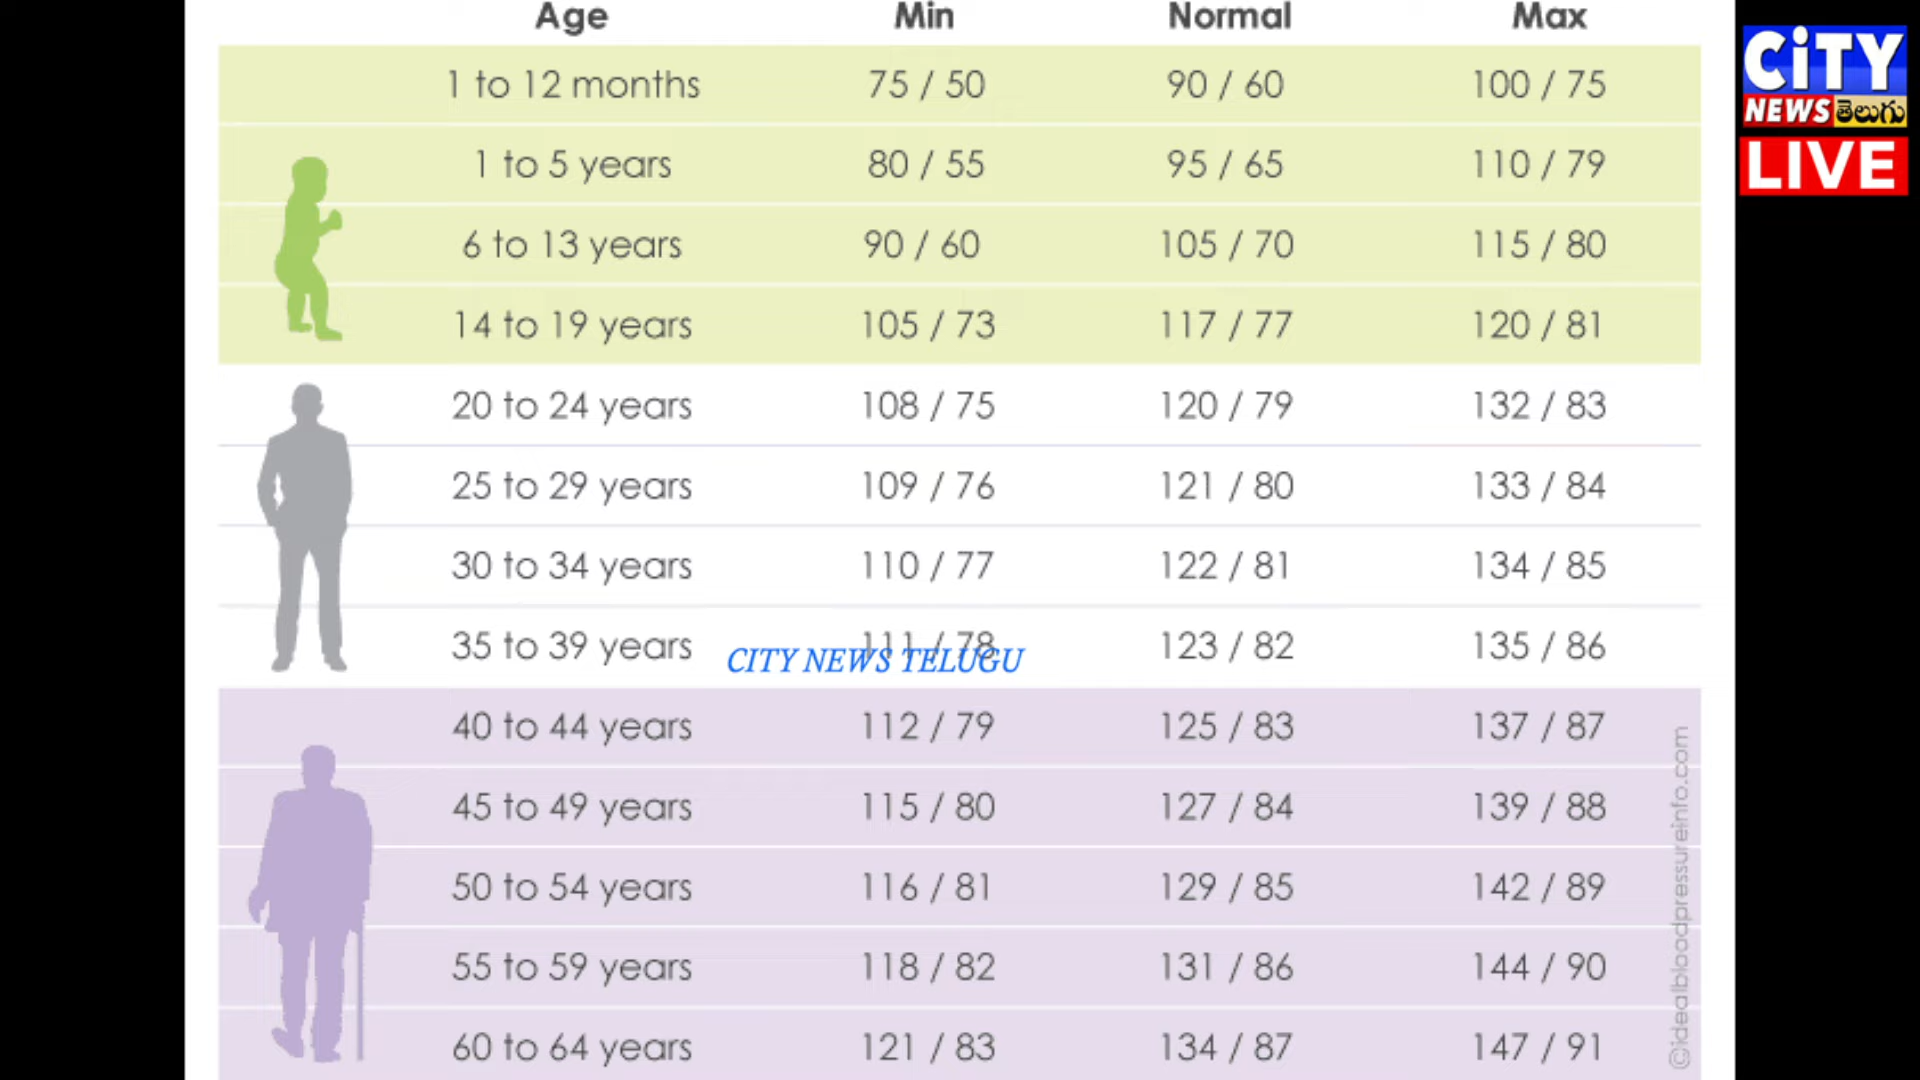 Age Min Normal Max
1 to 12 months 75 / 50 90 / 60 100 / 75
1 to 5 years 80 / 55 95 / 65 110 / 79
6 to 13 years 90 / 60 105 / 70 115 / 80
14 to 19 years 105 / 73 117 / 77 120 / 81
20 to 24 years 108 / 75 120 / 79 132 / 83
25 to 29 years 109 / 76 121 / 80 133 / 84
30 to 34 years 110 / 77 122 / 81 134 / 85
35 to 39 years 111 / 78 123 / 82 135 / 86
CITY NEWS TELUGU
40 to 44 years 112 / 79 125 / 83 137 / 87
45 to 49 years 115 / 80 127 / 84 139 / 88
50 to 54 years 116 / 81 129 / 85 142 / 89
55 to 59 years 118 / 82 131 / 86 144 / 90
60 to 64 years 121 / 83 134 / 87 147 / 91
©idealbloodpressureinfo.com
CiTY
NEWS తెలుగు
LIVE